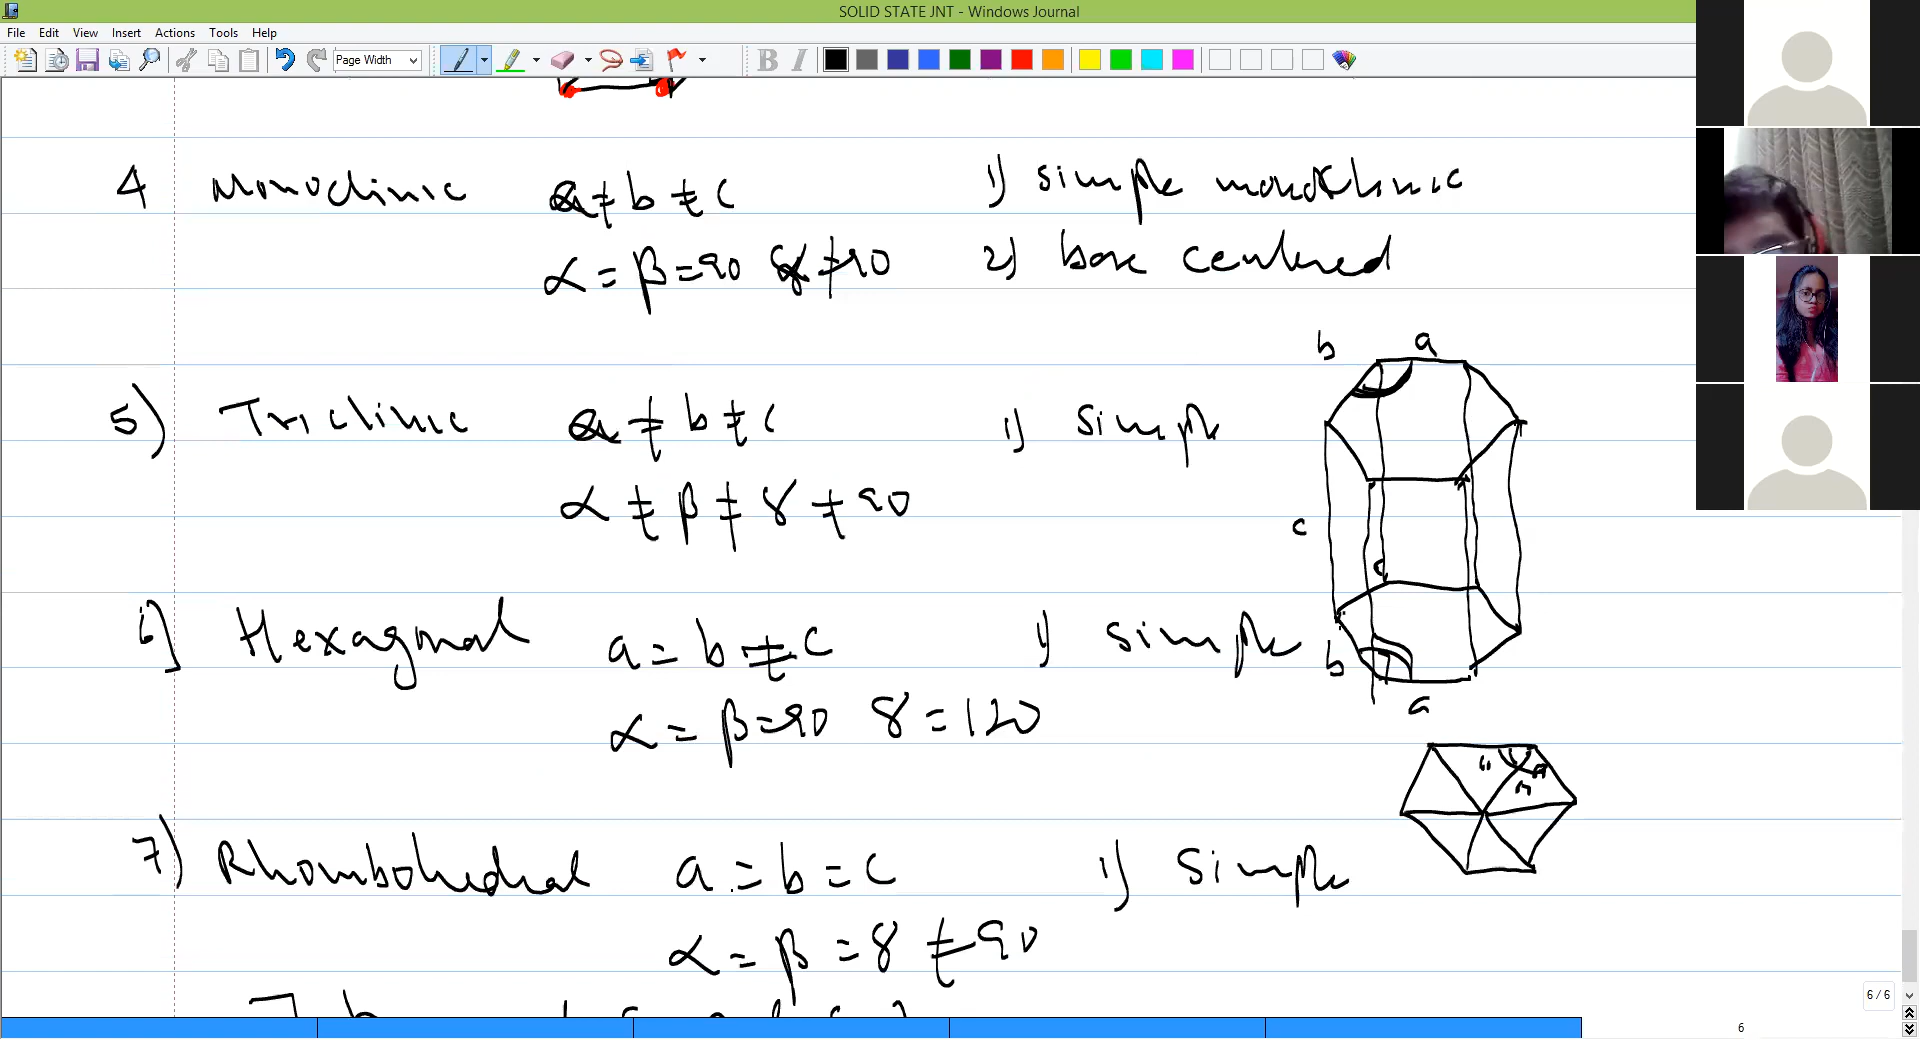 SOLID STATE JNT - Windows Journal
File Edit View Insert Actions Tools Help
Page Width
B I
4 Monoclinic a ≠ b ≠ c 1) simple monoclinic
α = β = 90 γ ≠ 90 2) base centered
b a
5) Triclinic a ≠ b ≠ c 1) simple
α ≠ β ≠ γ ≠ 90
c
6) Hexagonal a = b ≠ c 1) simple
b
α = β = 90 γ = 120
a
7) Rhombohedral a = b = c 1) simple
α = β = γ ≠ 90
6 / 6
6